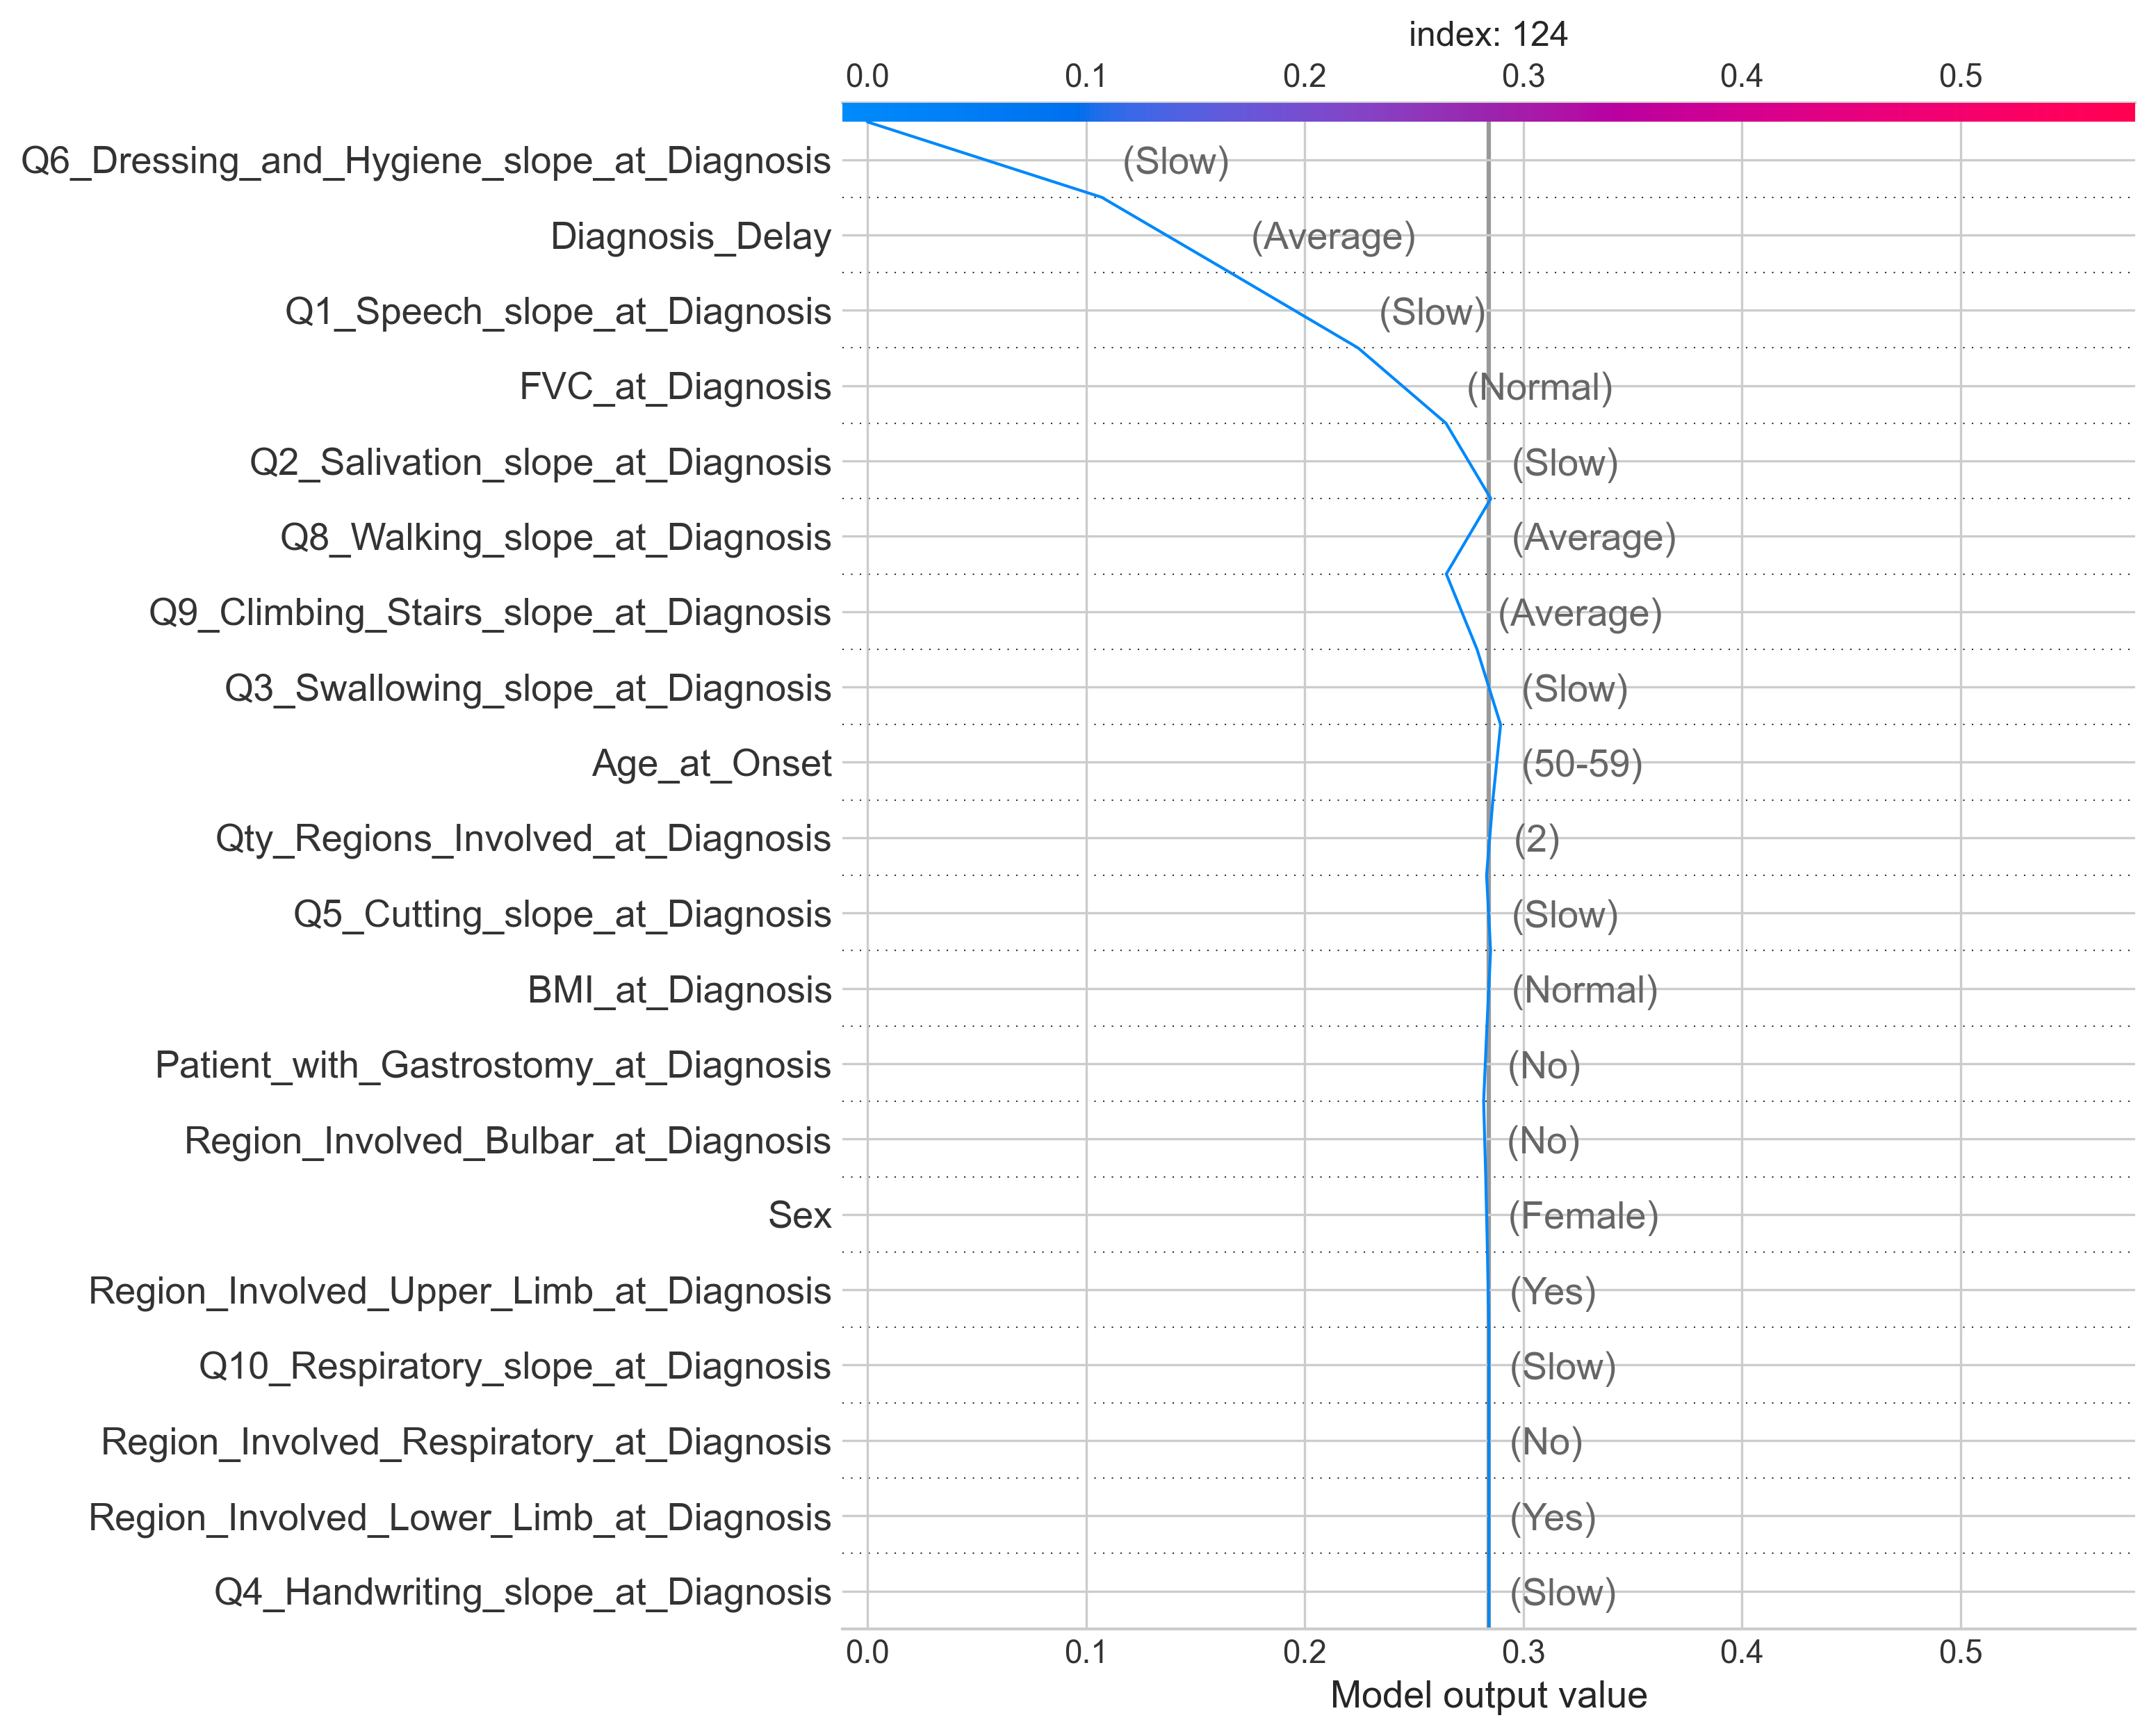 index: 124
0.0 0.1 0.2 0.3 0.4 0.5
Q6_Dressing_and_Hygiene_slope_at_Diagnosis (Slow)
Diagnosis_Delay (Average)
Q1_Speech_slope_at_Diagnosis (Slow)
FVC_at_Diagnosis (Normal)
Q2_Salivation_slope_at_Diagnosis (Slow)
Q8_Walking_slope_at_Diagnosis (Average)
Q9_Climbing_Stairs_slope_at_Diagnosis (Average)
Q3_Swallowing_slope_at_Diagnosis (Slow)
Age_at_Onset (50-59)
Qty_Regions_Involved_at_Diagnosis (2)
Q5_Cutting_slope_at_Diagnosis (Slow)
BMI_at_Diagnosis (Normal)
Patient_with_Gastrostomy_at_Diagnosis (No)
Region_Involved_Bulbar_at_Diagnosis (No)
Sex (Female)
Region_Involved_Upper_Limb_at_Diagnosis (Yes)
Q10_Respiratory_slope_at_Diagnosis (Slow)
Region_Involved_Respiratory_at_Diagnosis (No)
Region_Involved_Lower_Limb_at_Diagnosis (Yes)
Q4_Handwriting_slope_at_Diagnosis (Slow)
0.0 0.1 0.2 0.3 0.4 0.5
Model output value